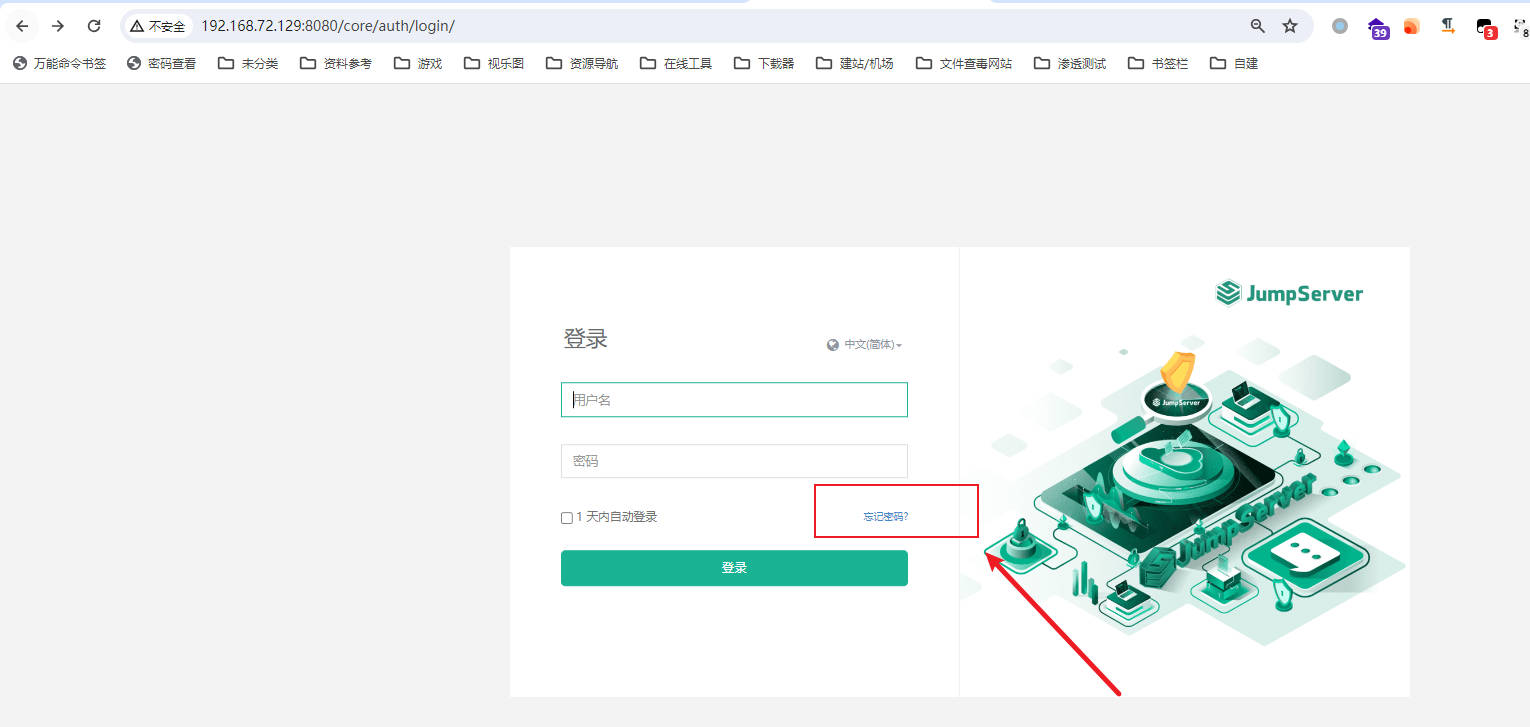 不安全 192.168.72.129:8080/core/auth/login/
39
3
8
万能命令书签 密码查看 未分类 资料参考 游戏 视乐图 资源导航 在线工具 下载器 建站/机场 文件查毒网站 渗透测试 书签栏 自建
JumpServer
登录
中文(简体)
用户名
密码
1 天内自动登录
忘记密码?
登录
JumpServer
JumpServer